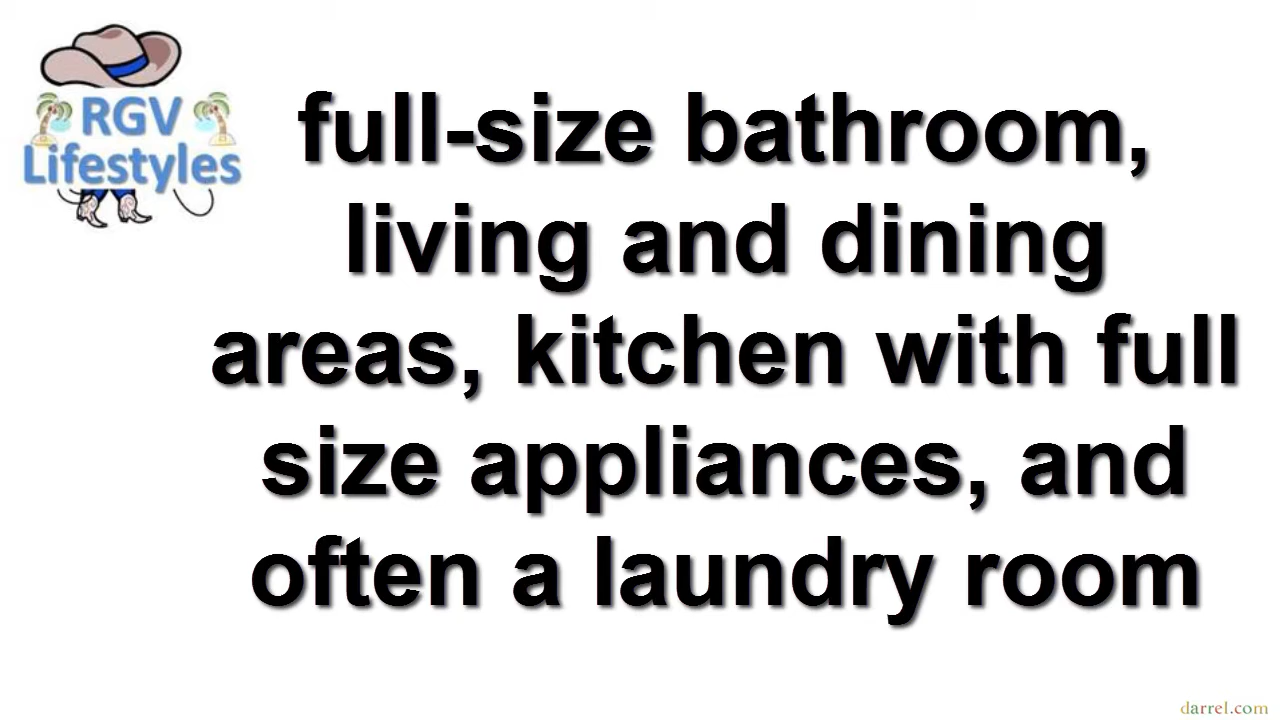 RGV
Lifestyles
full-size bathroom,
living and dining
areas, kitchen with full
size appliances, and
often a laundry room
darrel.com